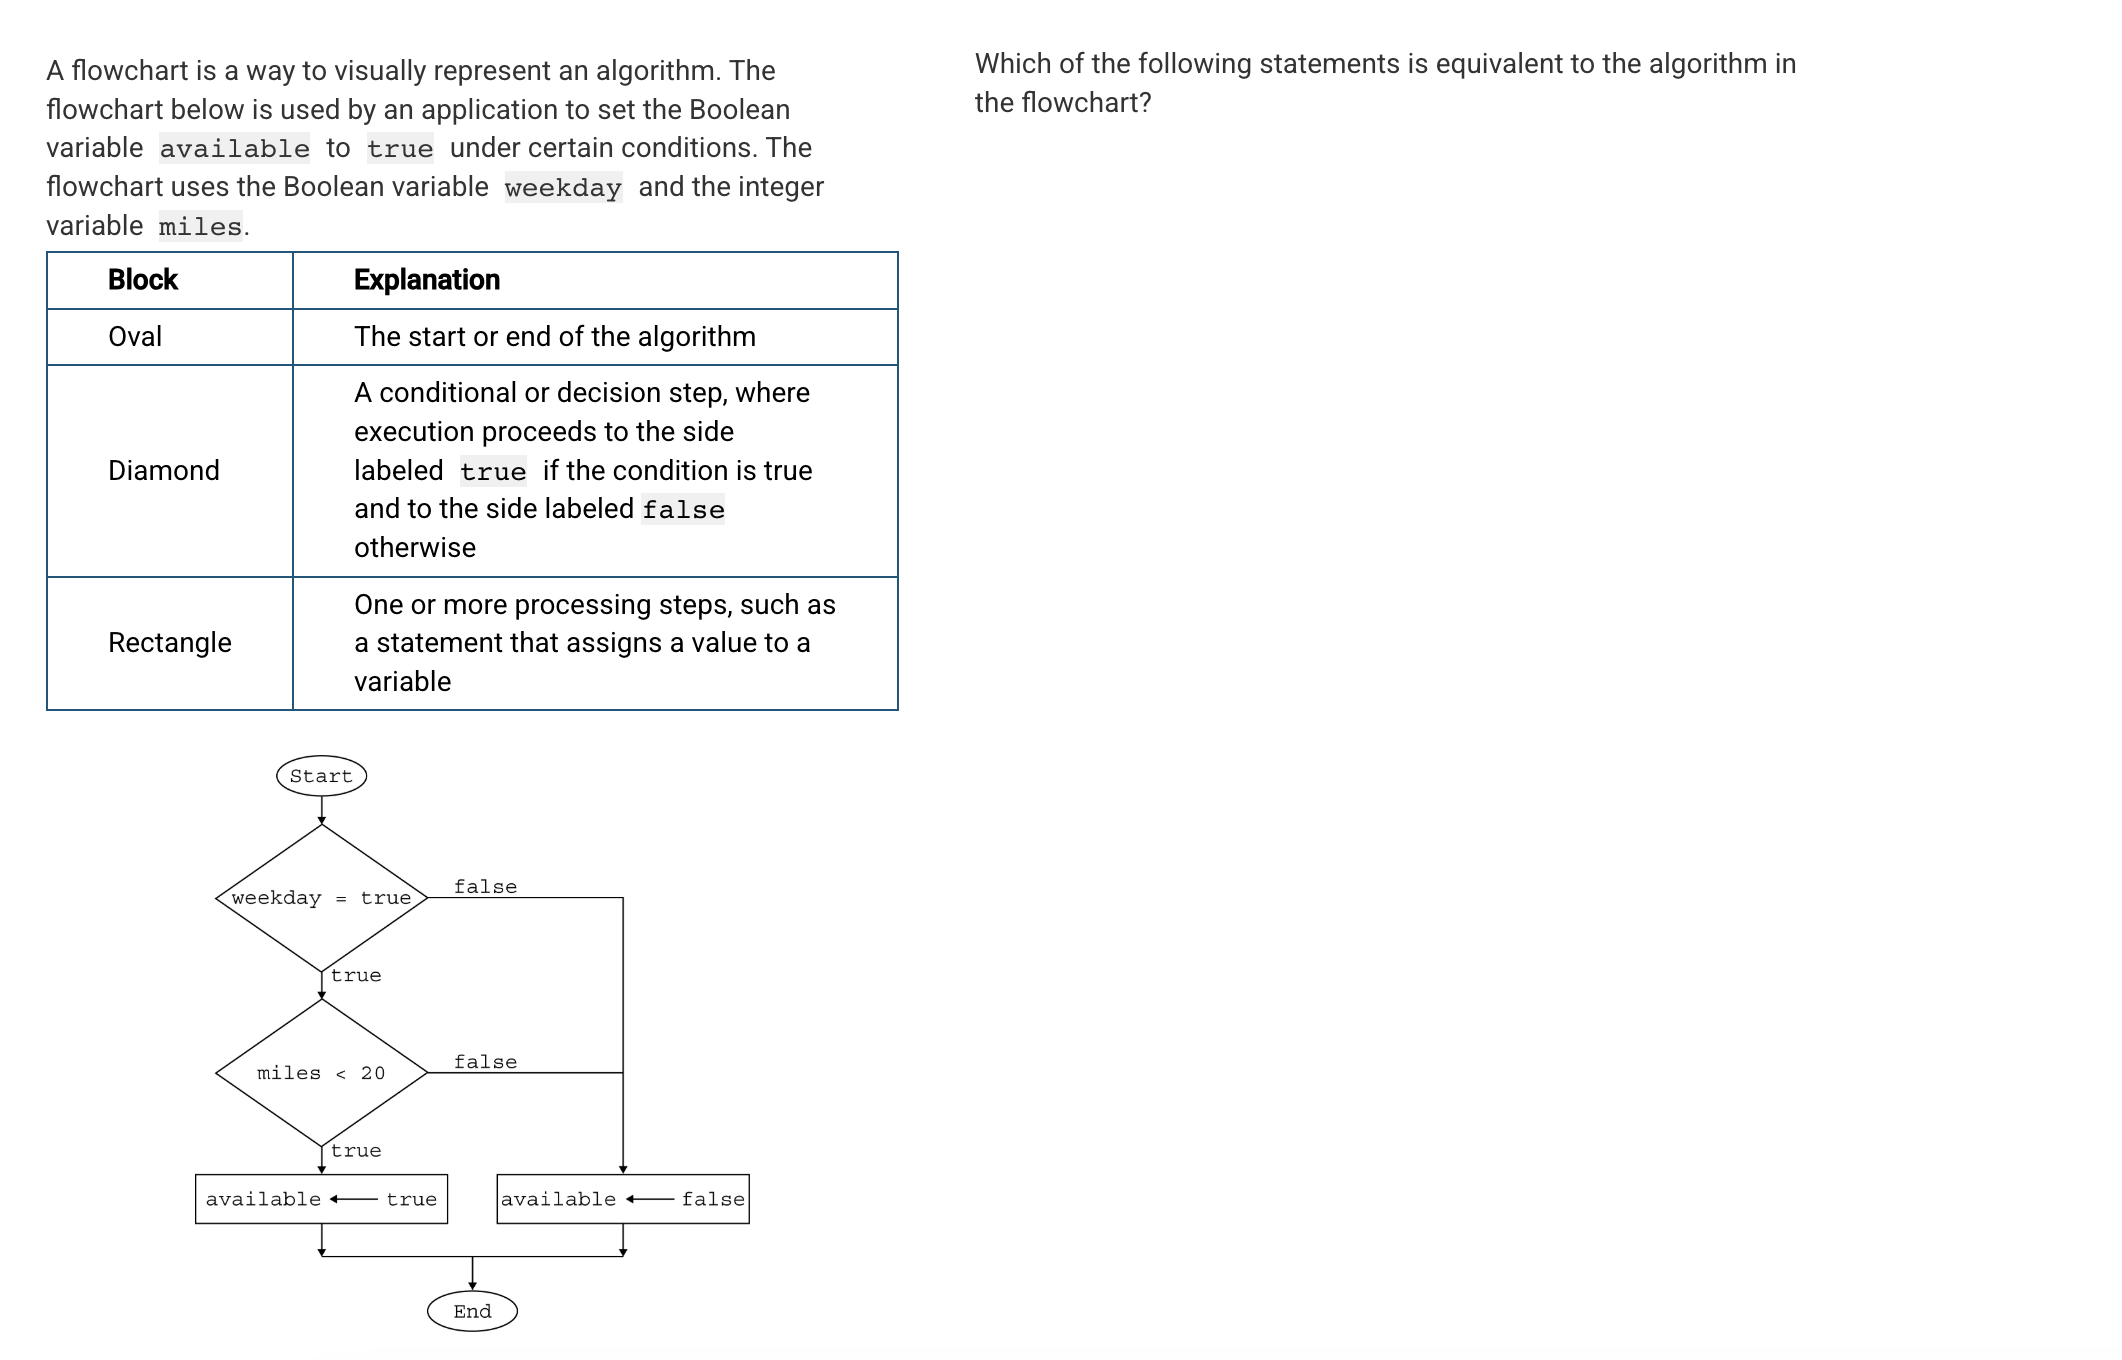 A flowchart is a way to visually represent an algorithm. The
flowchart below is used by an application to set the Boolean
variable available to true under certain conditions. The
flowchart uses the Boolean variable weekday and the integer
variable miles.
Block Explanation
Oval The start or end of the algorithm
Diamond
A conditional or decision step, where
execution proceeds to the side
labeled true if the condition is true
and to the side labeled false
otherwise
Rectangle
One or more processing steps, such as
a statement that assigns a value to a
variable
Start
weekday = true
false
true
miles < 20
false
true
available ← true
available ← false
End
Which of the following statements is equivalent to the algorithm in
the flowchart?